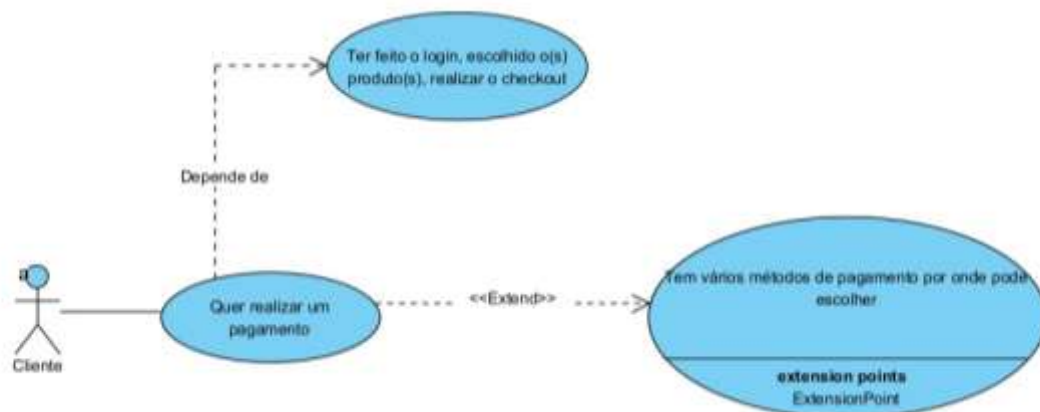 Ter feito o login, escolhido o(s)
produto(s), realizar o checkout
Depende de
a
Cliente
Quer realizar um
pagamento
<<Extend>>
Tem vários métodos de pagamento por onde pode
escolher
extension points
ExtensionPoint